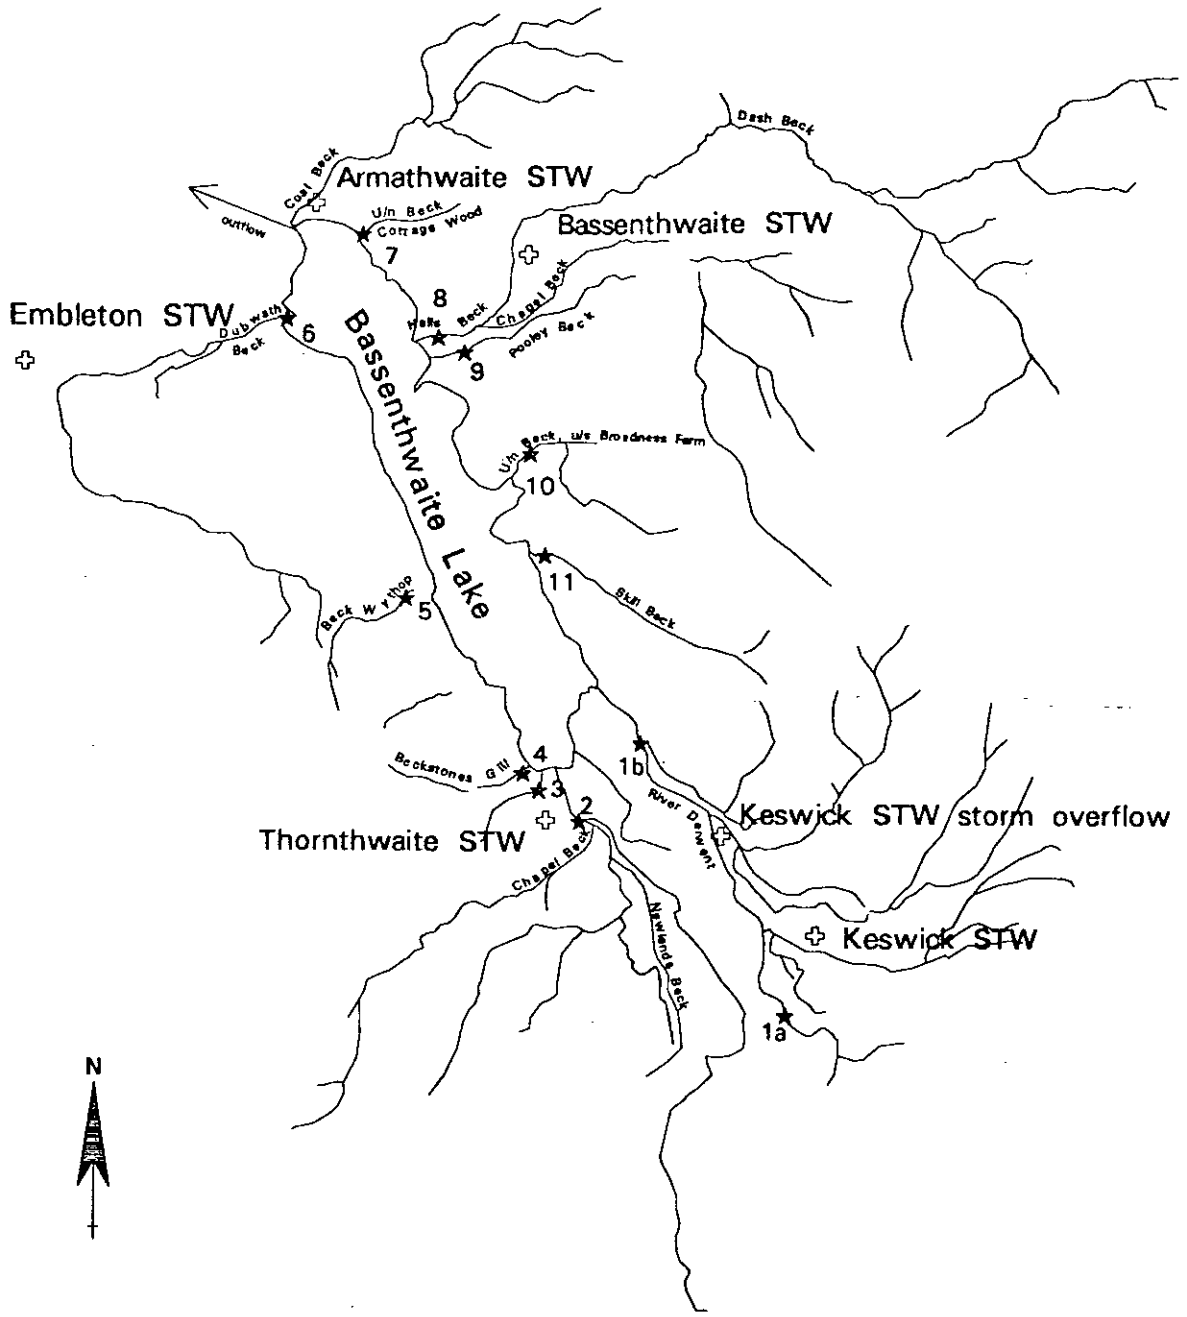 Dash Beck
Coal Beck
Armathwaite STW
U/n Beck
Cottage Wood
outflow
7
Bassenthwaite STW
Chapel Beck
8
Halls Beck
Pooley Beck
9
Embleton STW
Dubwath
Beck
6
Bassenthwaite Lake
U/n Beck, u/s Broadness Farm
10
11
Skill Beck
Beck Wythop
5
4
Beckstones Gill
3
2
1b
River Derwent
Keswick STW storm overflow
Thornthwaite STW
Chapel Beck
Newlands Beck
Keswick STW
1a
N